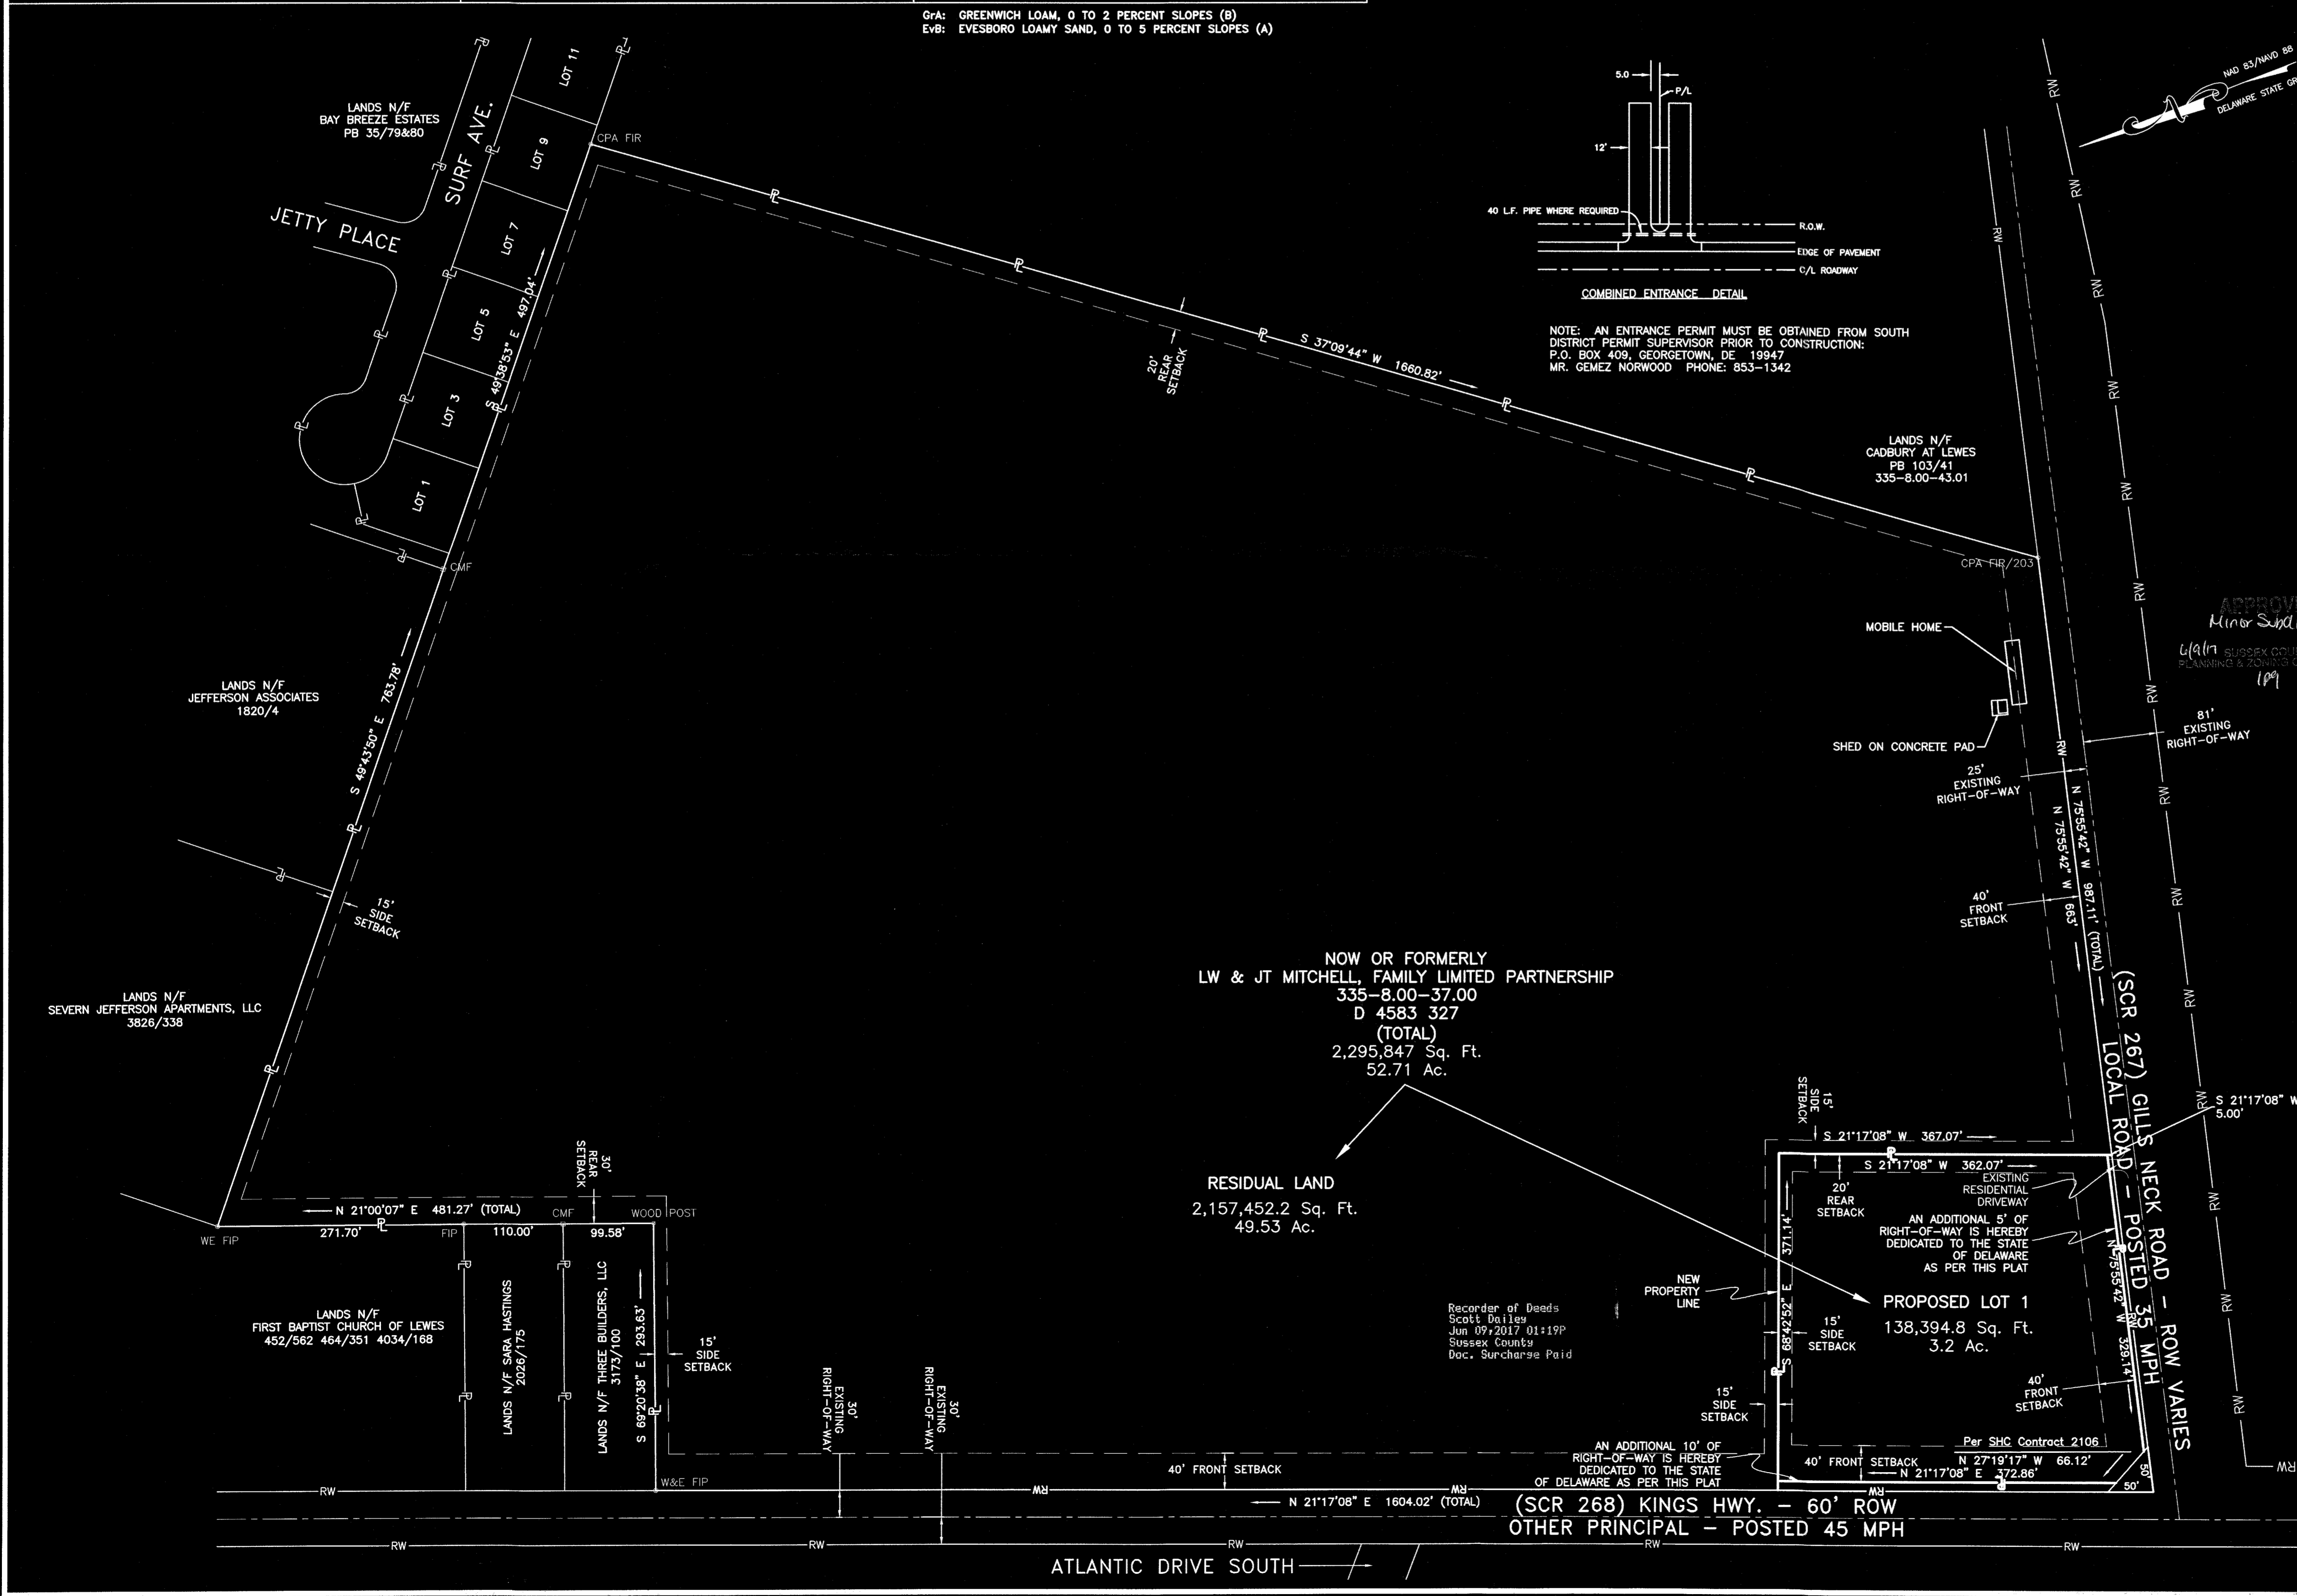 GrA: GREENWICH LOAM, 0 TO 2 PERCENT SLOPES (B)
EvB: EVESBORO LOAMY SAND, 0 TO 5 PERCENT SLOPES (A)
LANDS N/F
BAY BREEZE ESTATES
PB 35/79&80
SURF AVE.
JETTY PLACE
LOT 11
LOT 9
LOT 7
LOT 5
LOT 3
LOT 1
CPA FIR
S 49°38'53" E 497.04'
CMF
S 37°09'44" W 1660.82'
20'
REAR
SETBACK
5.0
P/L
12'
40 L.F. PIPE WHERE REQUIRED
R.O.W.
EDGE OF PAVEMENT
C/L ROADWAY
COMBINED ENTRANCE DETAIL
NOTE: AN ENTRANCE PERMIT MUST BE OBTAINED FROM SOUTH
DISTRICT PERMIT SUPERVISOR PRIOR TO CONSTRUCTION:
P.O. BOX 409, GEORGETOWN, DE 19947
MR. GEMEZ NORWOOD PHONE: 853-1342
NAD 83/NAVD 88
DELAWARE STATE GR
LANDS N/F
CADBURY AT LEWES
PB 103/41
335-8.00-43.01
CPA FIR/203
MOBILE HOME
SHED ON CONCRETE PAD
APPROV
Minor Subdi
6/9/17 SUSSEX COU
PLANNING & ZONING C
81'
EXISTING
RIGHT-OF-WAY
25'
EXISTING
RIGHT-OF-WAY
N 75°55'42" W 987.11' (TOTAL)
N 75°55'42" W 663'
40'
FRONT
SETBACK
LANDS N/F
JEFFERSON ASSOCIATES
1820/4
S 49°43'50" E 763.78'
15'
SIDE
SETBACK
LANDS N/F
SEVERN JEFFERSON APARTMENTS, LLC
3826/338
NOW OR FORMERLY
LW & JT MITCHELL, FAMILY LIMITED PARTNERSHIP
335-8.00-37.00
D 4583 327
(TOTAL)
2,295,847 Sq. Ft.
52.71 Ac.
RESIDUAL LAND
2,157,452.2 Sq. Ft.
49.53 Ac.
(SCR 267) GILLS NECK ROAD - ROW VARIES
LOCAL ROAD - POSTED 35 MPH
S 21°17'08" W
5.00'
15'
SIDE
SETBACK
S 21°17'08" W 367.07'
S 21°17'08" W 362.07'
20'
REAR
SETBACK
EXISTING
RESIDENTIAL
DRIVEWAY
AN ADDITIONAL 5' OF
RIGHT-OF-WAY IS HEREBY
DEDICATED TO THE STATE
OF DELAWARE
AS PER THIS PLAT
N 75°55'42" W 329.14'
NEW
PROPERTY
LINE
S 68°42'52" E 371.14'
PROPOSED LOT 1
138,394.8 Sq. Ft.
3.2 Ac.
15'
SIDE
SETBACK
15'
SIDE
SETBACK
40'
FRONT
SETBACK
Per SHC Contract 2106
N 27°19'17" W 66.12'
40' FRONT SETBACK
N 21°17'08" E 372.86'
50'
50'
AN ADDITIONAL 10' OF
RIGHT-OF-WAY IS HEREBY
DEDICATED TO THE STATE
OF DELAWARE AS PER THIS PLAT
Recorder of Deeds
Scott Dailey
Jun 09,2017 01:19P
Sussex County
Doc. Surcharge Paid
30'
REAR
SETBACK
N 21°00'07" E 481.27' (TOTAL)
271.70'
110.00'
99.58'
WE FIP
FIP
CMF
WOOD POST
LANDS N/F
FIRST BAPTIST CHURCH OF LEWES
452/562 464/351 4034/168
LANDS N/F SARA HASTINGS
2026/175
LANDS N/F THREE BUILDERS, LLC
3173/100
S 69°20'38" E 293.63'
15'
SIDE
SETBACK
W&E FIP
30'
EXISTING
RIGHT-OF-WAY
30'
EXISTING
RIGHT-OF-WAY
40' FRONT SETBACK
N 21°17'08" E 1604.02' (TOTAL)
(SCR 268) KINGS HWY. - 60' ROW
OTHER PRINCIPAL - POSTED 45 MPH
ATLANTIC DRIVE SOUTH